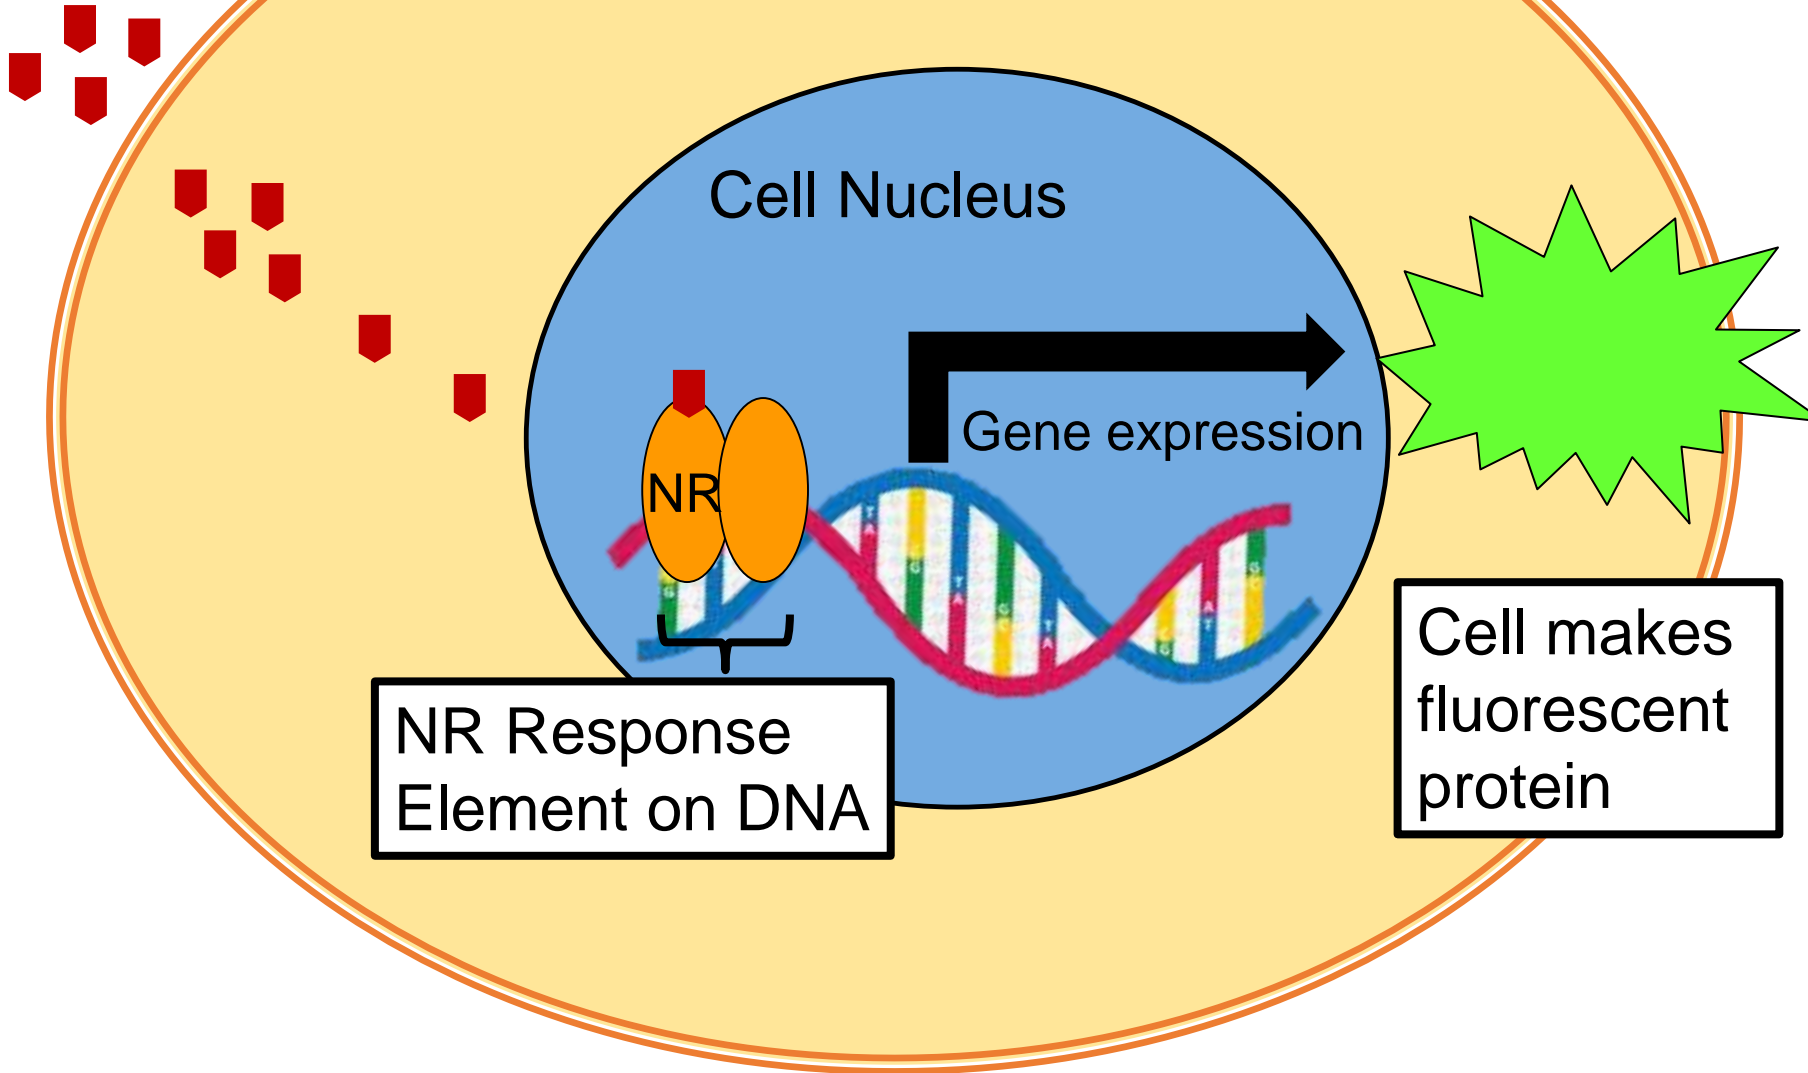 Cell Nucleus
Gene expression
NR
T
A
C
G
T
A
G
C
T
A
C
G
A
T
G
C
G
NR Response
Element on DNA
Cell makes
fluorescent
protein